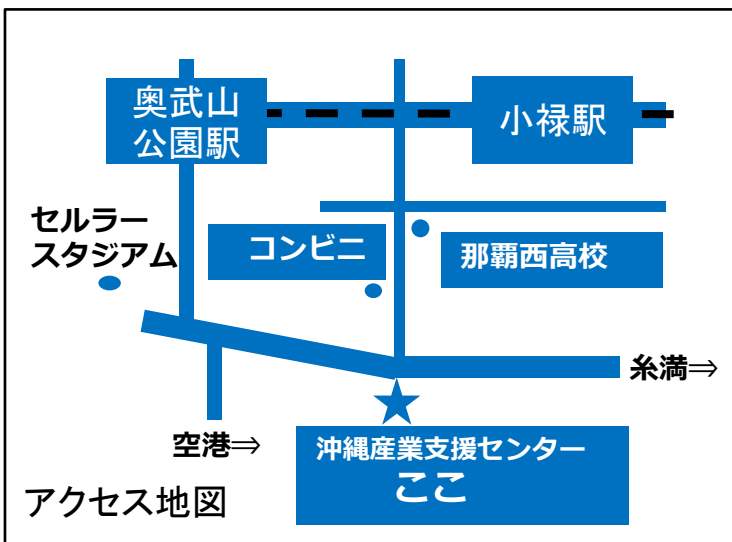 奥武山
公園駅
小禄駅
セルラー
スタジアム
コンビニ
那覇西高校
糸満⇒
空港⇒
沖縄産業支援センター
ここ
アクセス地図